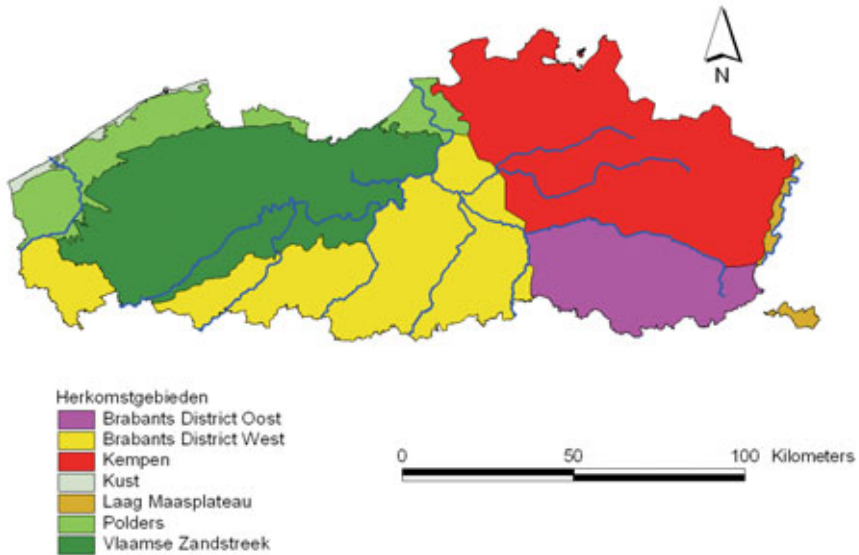 N
Herkomstgebieden
Brabants District Oost
Brabants District West
Kempen
Kust
Laag Maasplateau
Polders
Vlaamse Zandstreek
0 50 100 Kilometers